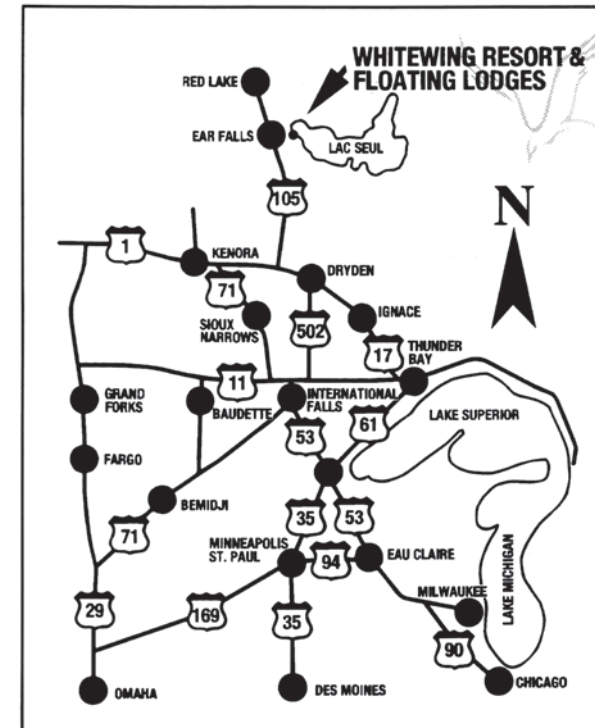 WHITEWING RESORT &
FLOATING LODGES
RED LAKE
EAR FALLS
LAC SEUL
105
N
1
KENORA
71
DRYDEN
SIOUX
NARROWS
502
IGNACE
17
THUNDER
BAY
11
GRAND
FORKS
BAUDETTE
INTERNATIONAL
FALLS
61
LAKE SUPERIOR
53
FARGO
BEMIDJI
71
35
53
MINNEAPOLIS
ST. PAUL
94
EAU CLAIRE
LAKE MICHIGAN
MILWAUKEE
29
169
35
90
OMAHA
DES MOINES
CHICAGO